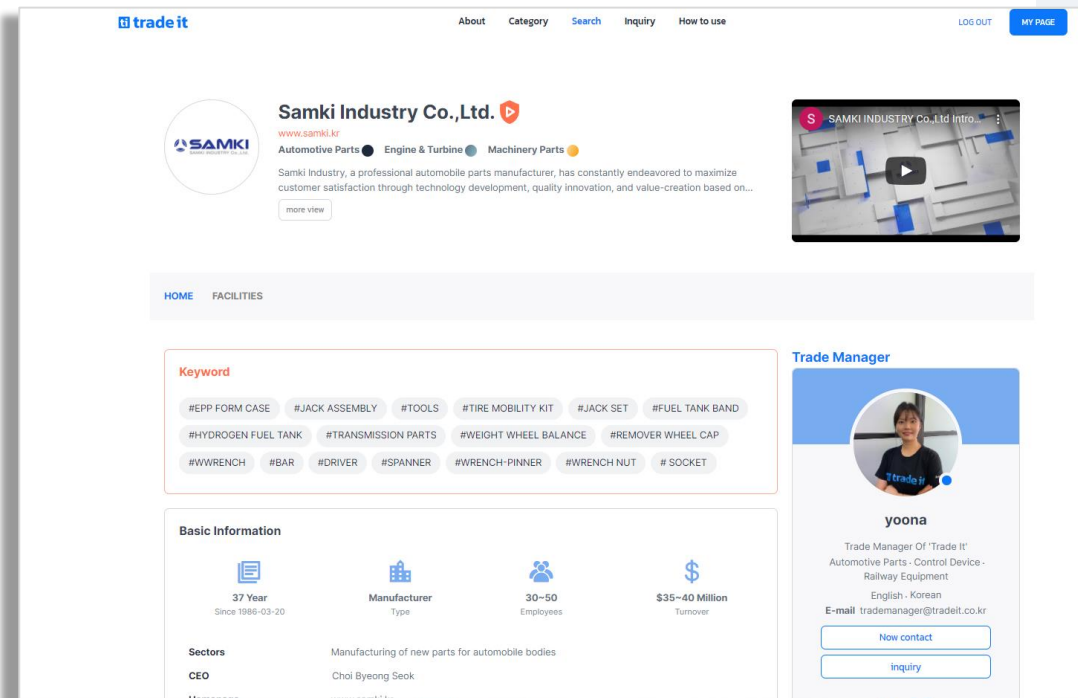 ti trade it
About Category Search Inquiry How to use
LOG OUT MY PAGE
Samki Industry Co.,Ltd.
www.samki.kr
Automotive Parts Engine & Turbine Machinery Parts
Samki Industry, a professional automobile parts manufacturer, has constantly endeavored to maximize
customer satisfaction through technology development, quality innovation, and value-creation based on...
more view
SAMKI
S SAMKI INDUSTRY Co.,Ltd Intro...
HOME FACILITIES
Keyword
#EPP FORM CASE #JACK ASSEMBLY #TOOLS #TIRE MOBILITY KIT #JACK SET #FUEL TANK BAND
#HYDROGEN FUEL TANK #TRANSMISSION PARTS #WEIGHT WHEEL BALANCE #REMOVER WHEEL CAP
#WWRENCH #BAR #DRIVER #SPANNER #WRENCH-PINNER #WRENCH NUT # SOCKET
Basic Information
37 Year
Since 1986-03-20
Manufacturer
Type
30~50
Employees
$35~40 Million
Turnover
Sectors Manufacturing of new parts for automobile bodies
CEO Choi Byeong Seok
Trade Manager
trade it
yoona
Trade Manager Of 'Trade It'
Automotive Parts · Control Device ·
Railway Equipment
English · Korean
E-mail trademanager@tradeit.co.kr
Now contact
inquiry